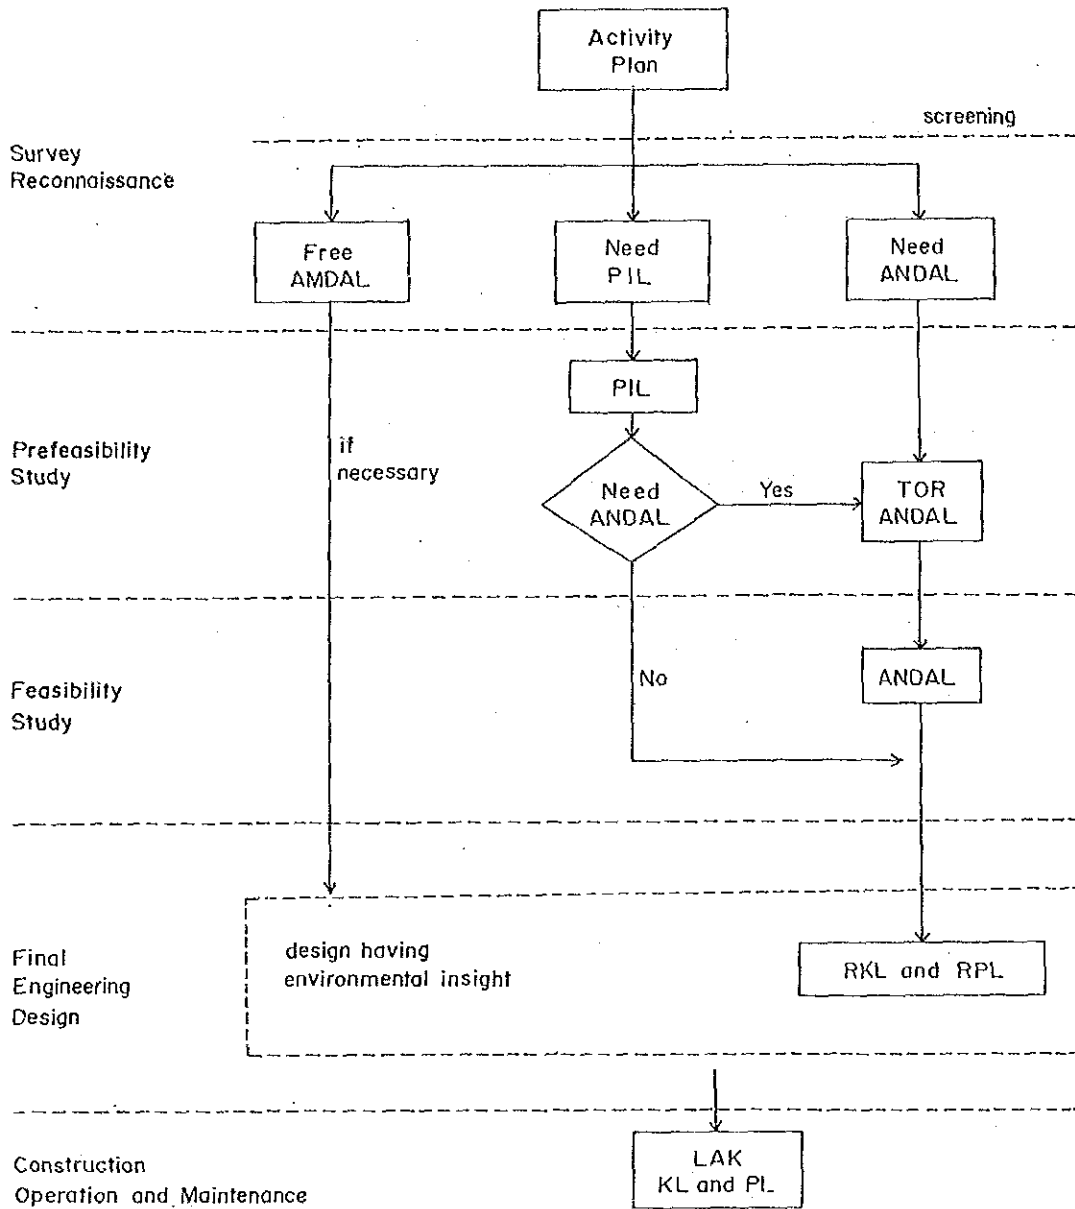 Activity
Plan
screening
Survey
Reconnaissance
Free
AMDAL
Need
PIL
Need
ANDAL
PIL
Prefeasibility
Study
if
necessary
Need
ANDAL
Yes
TOR
ANDAL
Feasibility
Study
No
ANDAL
Final
Engineering
Design
design having
environmental insight
RKL and RPL
Construction
Operation and Maintenance
LAK
KL and PL